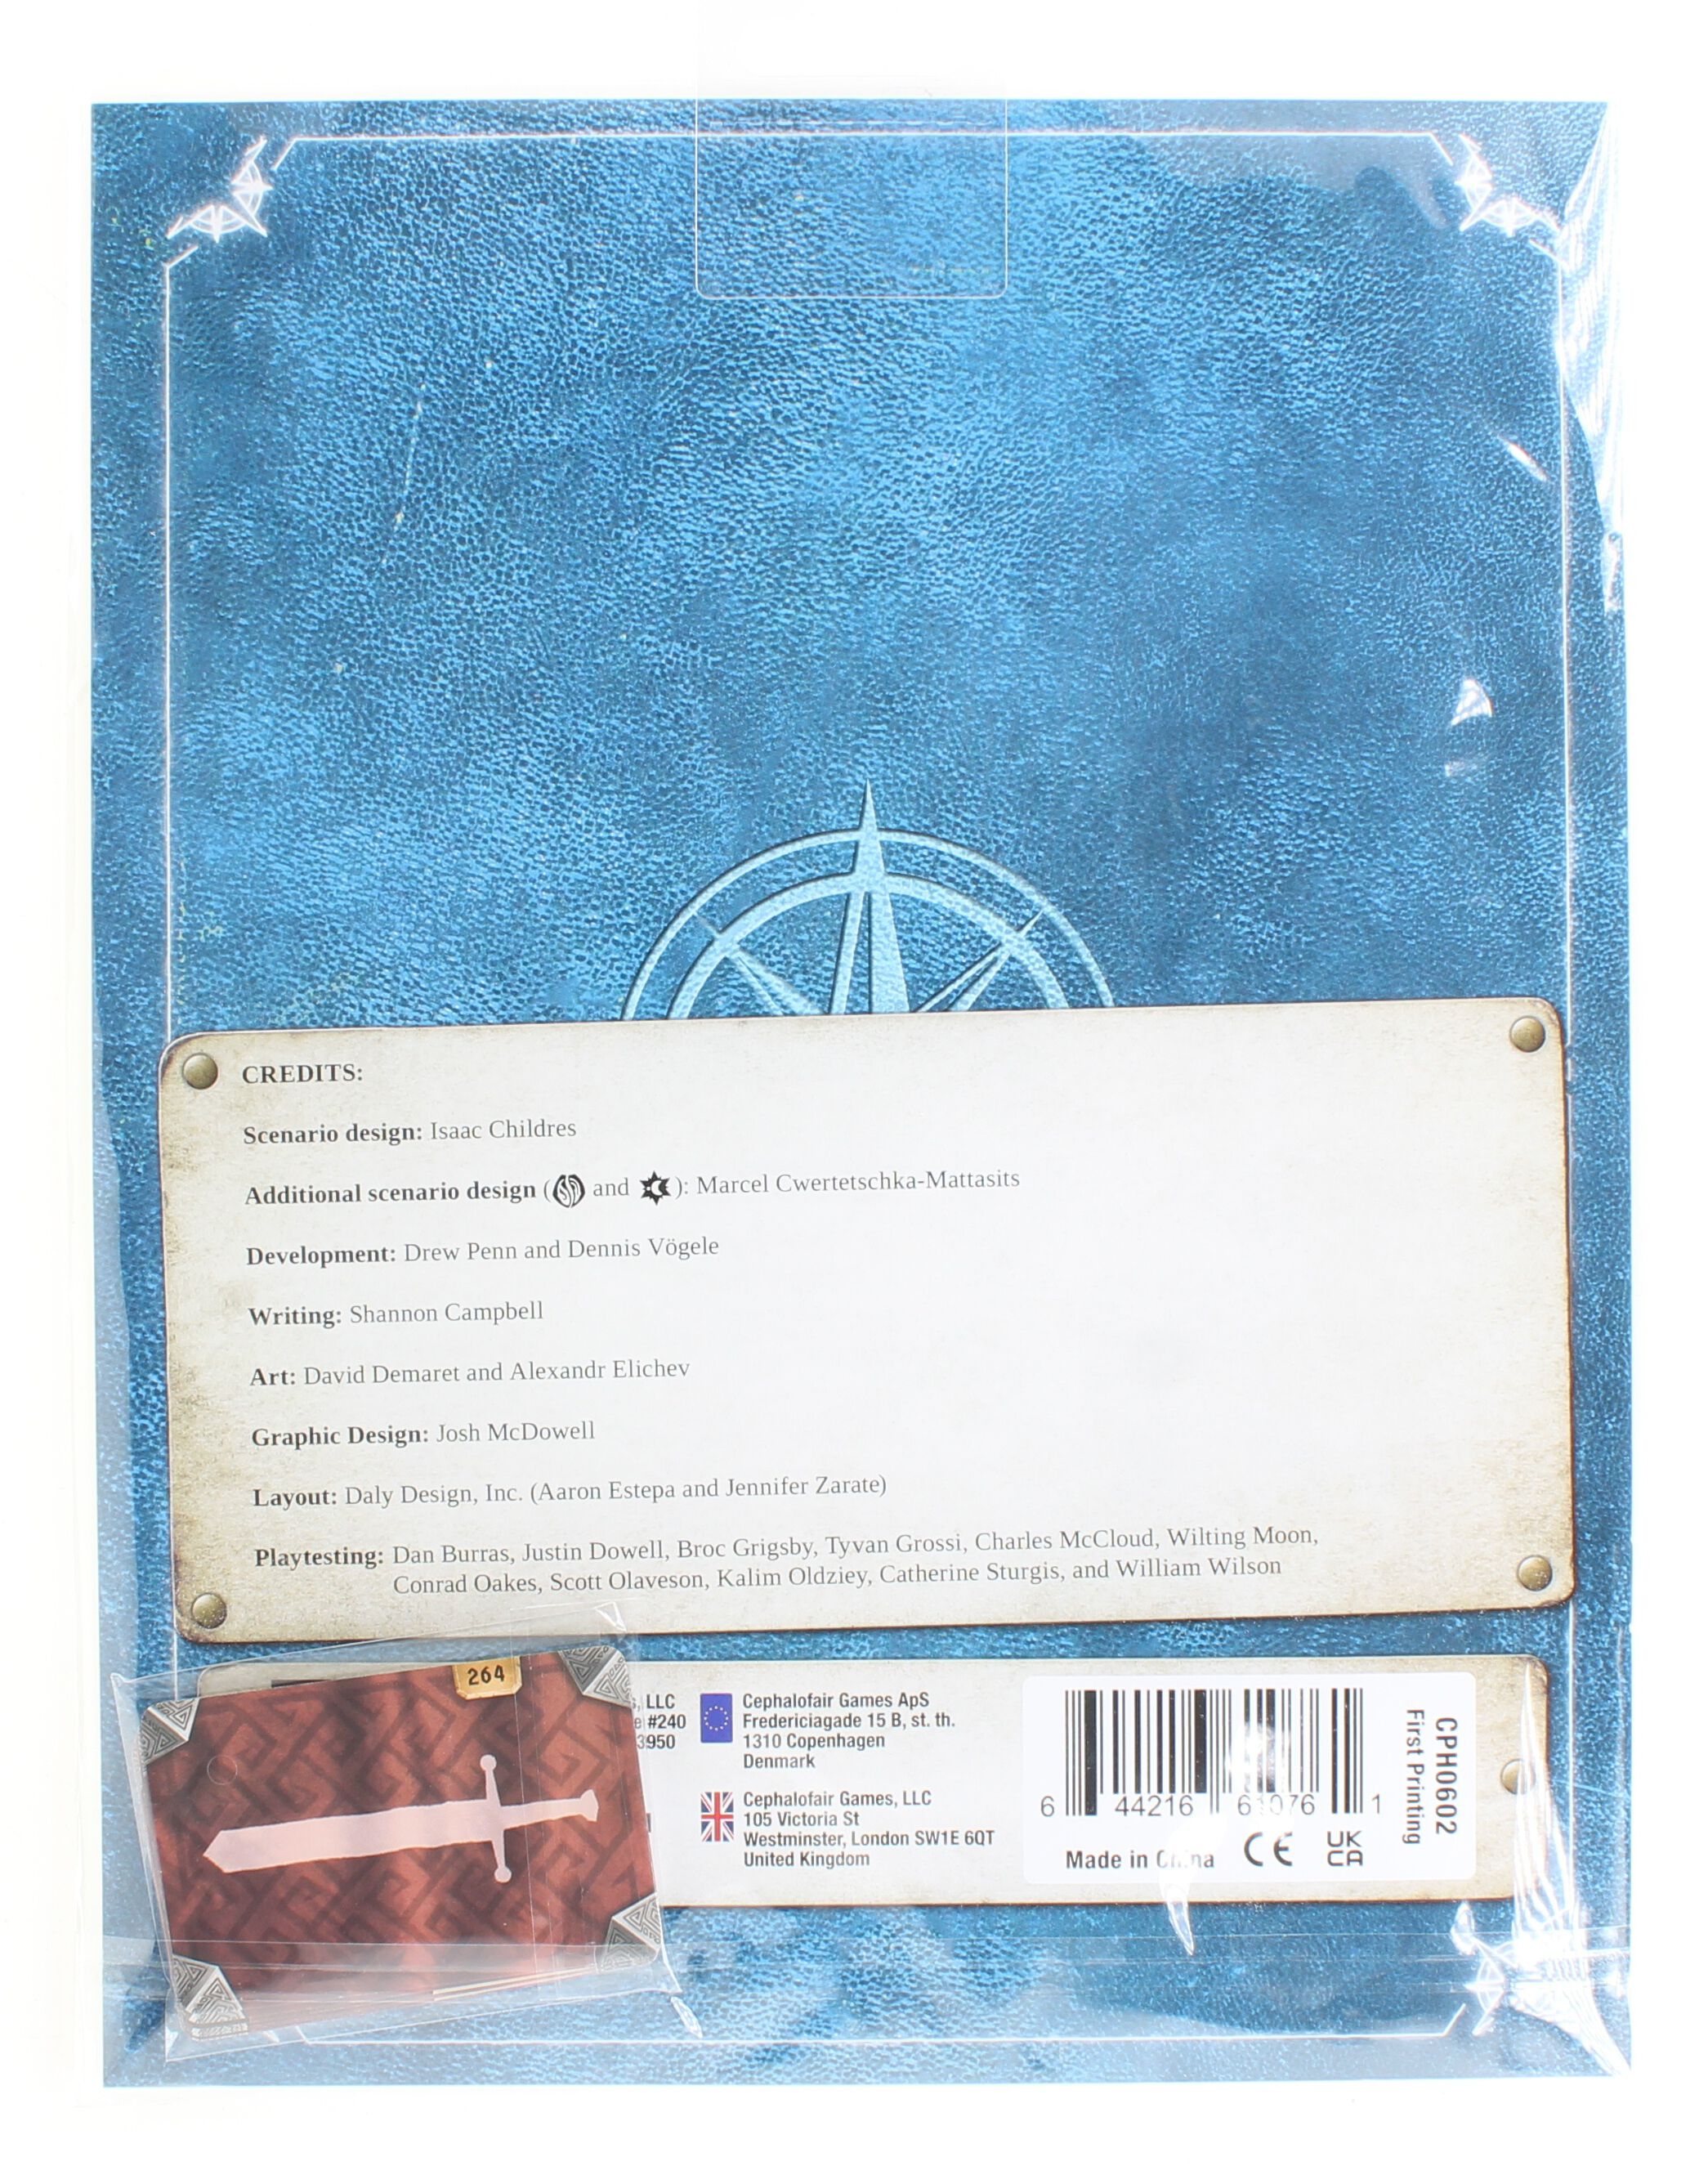 CREDITS:
Scenario design: Isaac Childres
Additional scenario design ( and ): Marcel Cwertetschka-Mattasits
Development: Drew Penn and Dennis Vögele
Writing: Shannon Campbell
Art: David Demaret and Alexandr Elichev
Graphic Design: Josh McDowell
Layout: Daly Design, Inc. (Aaron Estepa and Jennifer Zarate)
Playtesting: Dan Burras, Justin Dowell, Broc Grigsby, Tyvan Grossi, Charles McCloud, Wilting Moon,
Conrad Oakes, Scott Olaveson, Kalim Oldziey, Catherine Sturgis, and William Wilson
264
LLC
#240
3950
Cephalofair Games ApS
Fredericiagade 15 B, st. th.
1310 Copenhagen
Denmark
Cephalofair Games, LLC
105 Victoria St
Westminster, London SW1E 6QT
United Kingdom
6 44216 61076 1
Made in China
CE
UK
CA
CPH0602
First Printing